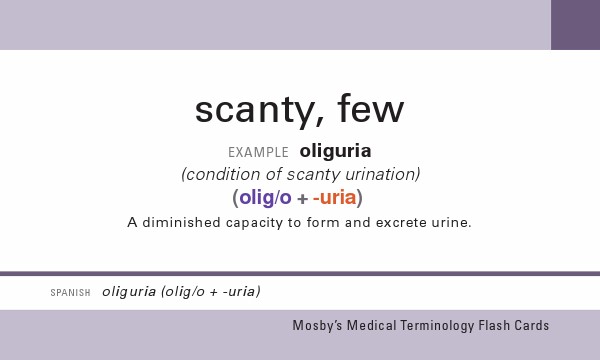 scanty, few
EXAMPLE oliguria
(condition of scanty urination)
(olig/o + -uria)
A diminished capacity to form and excrete urine.
SPANISH oliguria (olig/o + -uria)
Mosby's Medical Terminology Flash Cards